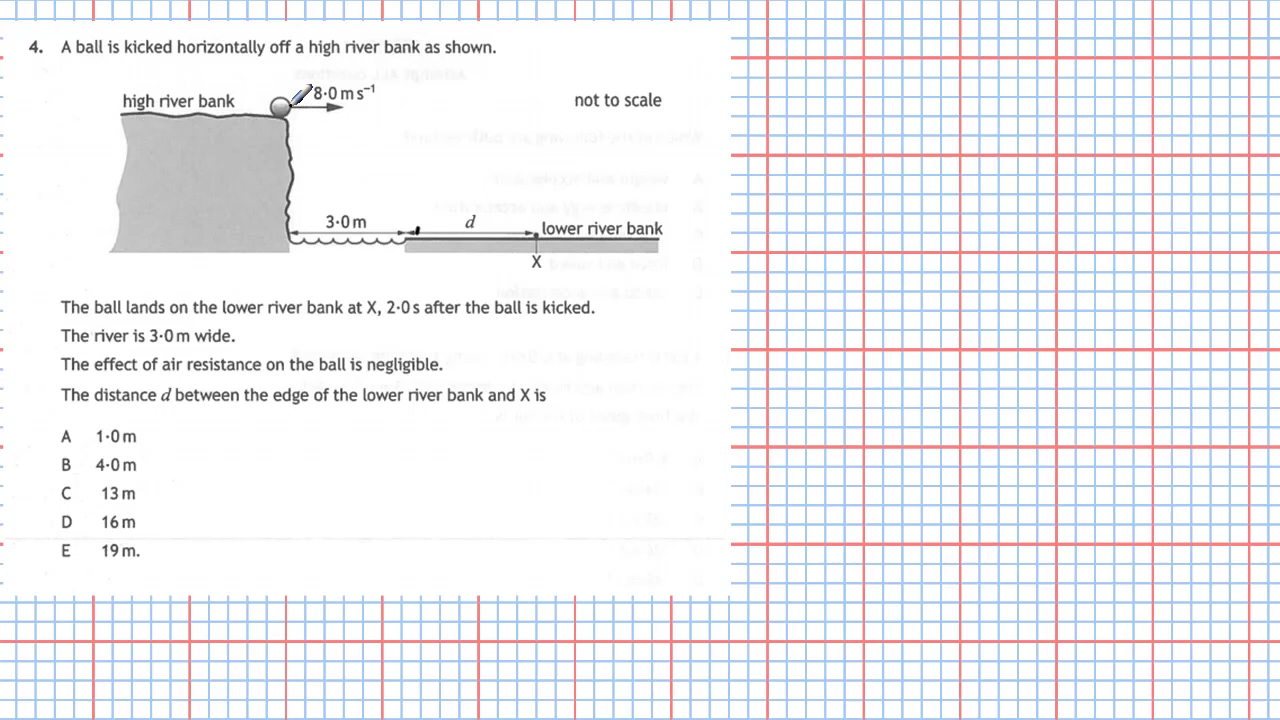 4. A ball is kicked horizontally off a high river bank as shown.
high river bank
8·0 m s⁻¹
not to scale
3·0 m
d
lower river bank
X
The ball lands on the lower river bank at X, 2·0 s after the ball is kicked.
The river is 3·0 m wide.
The effect of air resistance on the ball is negligible.
The distance d between the edge of the lower river bank and X is
A 1·0 m
B 4·0 m
C 13 m
D 16 m
E 19 m.